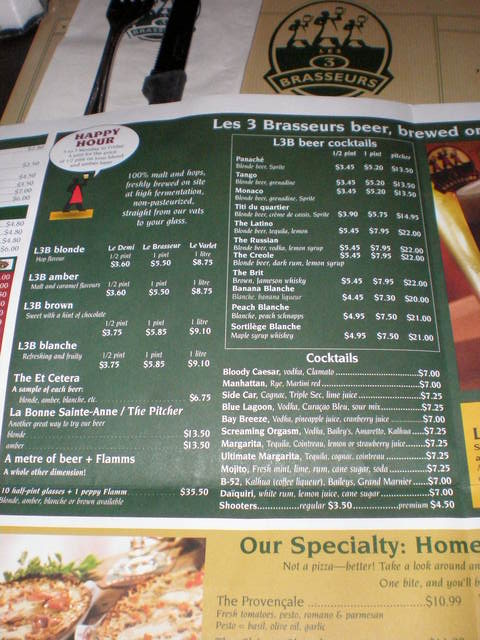 LES
3
BRASSEURS
Les 3 Brasseurs beer, brewed on
HAPPY
HOUR
100% malt and hops,
freshly brewed on site
at high fermentation,
non-pasteurized,
straight from our vats
to your glass.
L3B blonde Le Demi Le Brasseur Le Varlet
Hop flavour 1/2 pint 1 pint 1 litre
$3.60 $5.50 $8.75
L3B amber
Malt and caramel flavours 1/2 pint 1 pint 1 litre
$3.60 $5.50 $8.75
L3B brown
Sweet with a hint of chocolate
1/2 pint 1 pint 1 litre
$3.75 $5.85 $9.10
L3B blanche
Refreshing and fruity 1/2 pint 1 pint 1 litre
$3.75 $5.85 $9.10
The Et Cetera
A sample of each beer:
blonde, amber, blanche, etc. $6.75
La Bonne Sainte-Anne / The Pitcher
Another great way to try our beer
blonde $13.50
amber $13.50
A metre of beer + Flamms
A whole other dimension!
10 half-pint glasses + 1 peppy Flamm $35.50
Blonde, amber, blanche or brown available
L3B beer cocktails
1/2 pint 1 pint pitcher
Panaché
Blonde beer, Sprite $3.45 $5.20 $13.50
Tango
Blonde beer, grenadine $3.45 $5.20 $13.50
Monaco
Blonde beer, grenadine, Sprite $3.45 $5.20 $13.50
Titi du quartier
Blonde beer, crème de cassis, Sprite $3.90 $5.75 $14.95
The Latino
Blonde beer, tequila, lemon $5.45 $7.95 $22.00
The Russian
Blonde beer, vodka, lemon syrup $5.45 $7.95 $22.00
The Creole
Blonde beer, dark rum, lemon syrup $5.45 $7.95 $22.00
The Brit
Brown, Jameson whisky $5.45 $7.95 $22.00
Banana Blanche
Blanche, banana liqueur $4.45 $7.30 $20.00
Peach Blanche
Blanche, peach schnapps $4.95 $7.50 $21.00
Sortilège Blanche
Maple syrup whiskey $4.95 $7.50 $21.00
Cocktails
Bloody Caesar, vodka, Clamato $7.00
Manhattan, Rye, Martini red $7.00
Side Car, Cognac, Triple Sec, lime juice $7.25
Blue Lagoon, Vodka, Curaçao Bleu, sour mix $7.25
Bay Breeze, Vodka, pineapple juice, cranberry juice $7.00
Screaming Orgasm, Vodka, Bailey's, Amaretto, Kalhua $7.25
Margarita, Tequila, Cointreau, lemon or strawberry juice $7.25
Ultimate Margarita, Tequila, cognac, cointreau $7.25
Mojito, Fresh mint, lime, rum, cane sugar, soda $7.25
B-52, Kalhua (coffee liqueur), Baileys, Grand Marnier $7.00
Daïquiri, white rum, lemon juice, cane sugar $7.00
Shooters regular $3.50 premium $4.50
Our Specialty: Home
Not a pizza—better! Take a look around an
One bite, and you'll b
The Provençale $10.99
Fresh tomatoes, pesto, romano & parmesan
Pesto = basil, olive oil, garlic